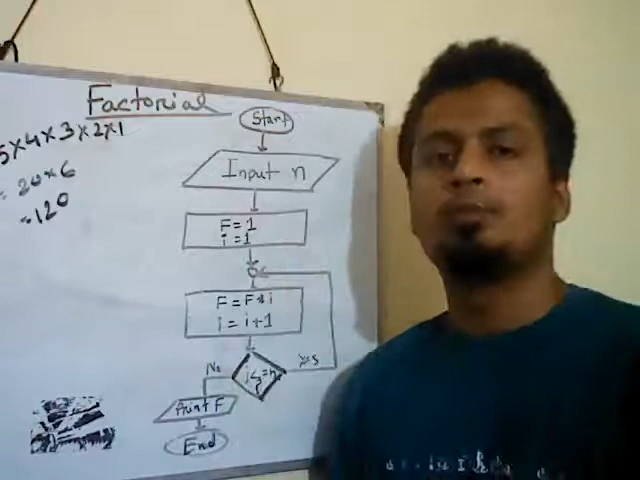 Factorial
5×4×3×2×1
= 20×6
=120
Start
Input n
F=1
i=1
F=F*i
i=i+1
i<=n
No
Yes
Print F
End